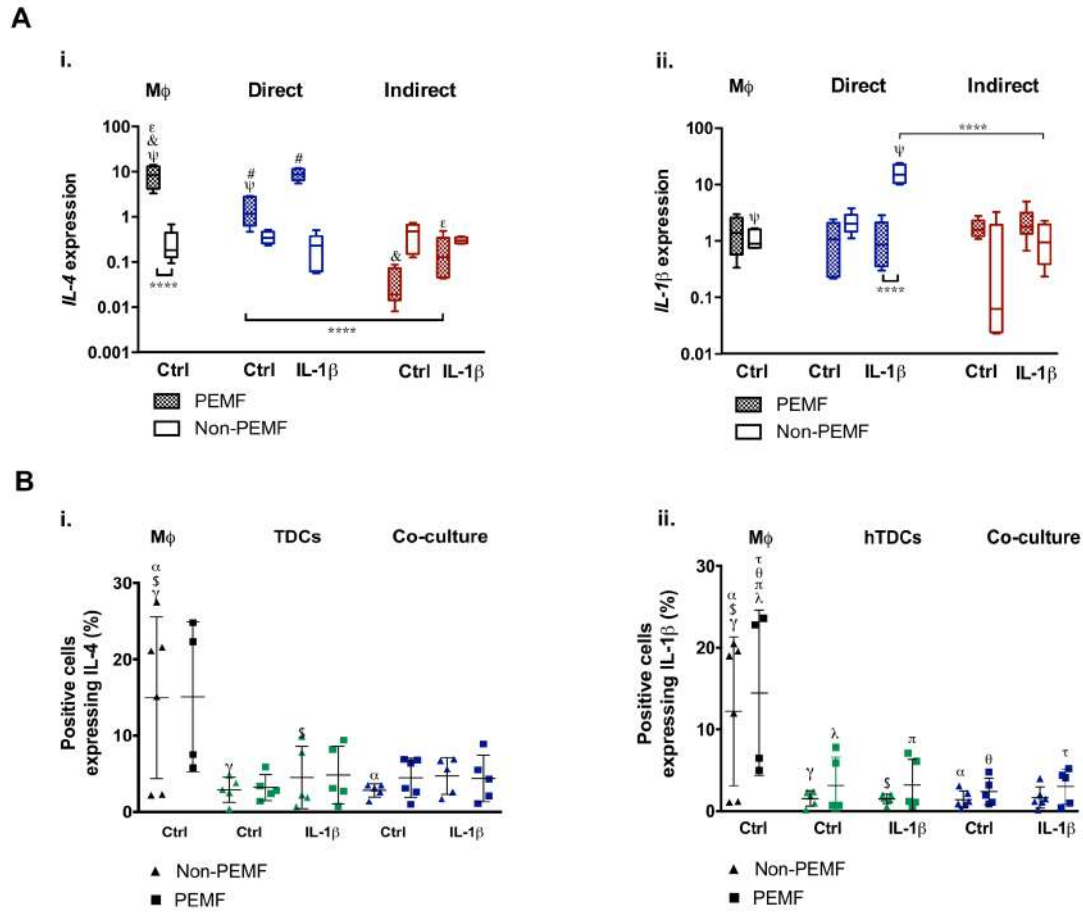 A
i.
Mϕ Direct Indirect
IL-4 expression
100
10
1
0.1
0.01
0.001
ε
&
ψ
****
#
ψ
#
&
ε
****
Ctrl Ctrl IL-1β Ctrl IL-1β
PEMF
Non-PEMF
ii.
Mϕ Direct Indirect
IL-1β expression
100
10
1
0.1
0.01
ψ
ψ
****
****
Ctrl Ctrl IL-1β Ctrl IL-1β
PEMF
Non-PEMF
B
i.
Mϕ TDCs Co-culture
Positive cells
expressing IL-4 (%)
30
20
10
0
α
$
γ
γ
$
α
Ctrl Ctrl IL-1β Ctrl IL-1β
Non-PEMF
PEMF
ii.
Mϕ hTDCs Co-culture
Positive cells
expressing IL-1β (%)
30
20
10
0
α
$
γ
τ
θ
π
λ
γ
λ
$
π
α
θ
τ
Ctrl Ctrl IL-1β Ctrl IL-1β
Non-PEMF
PEMF